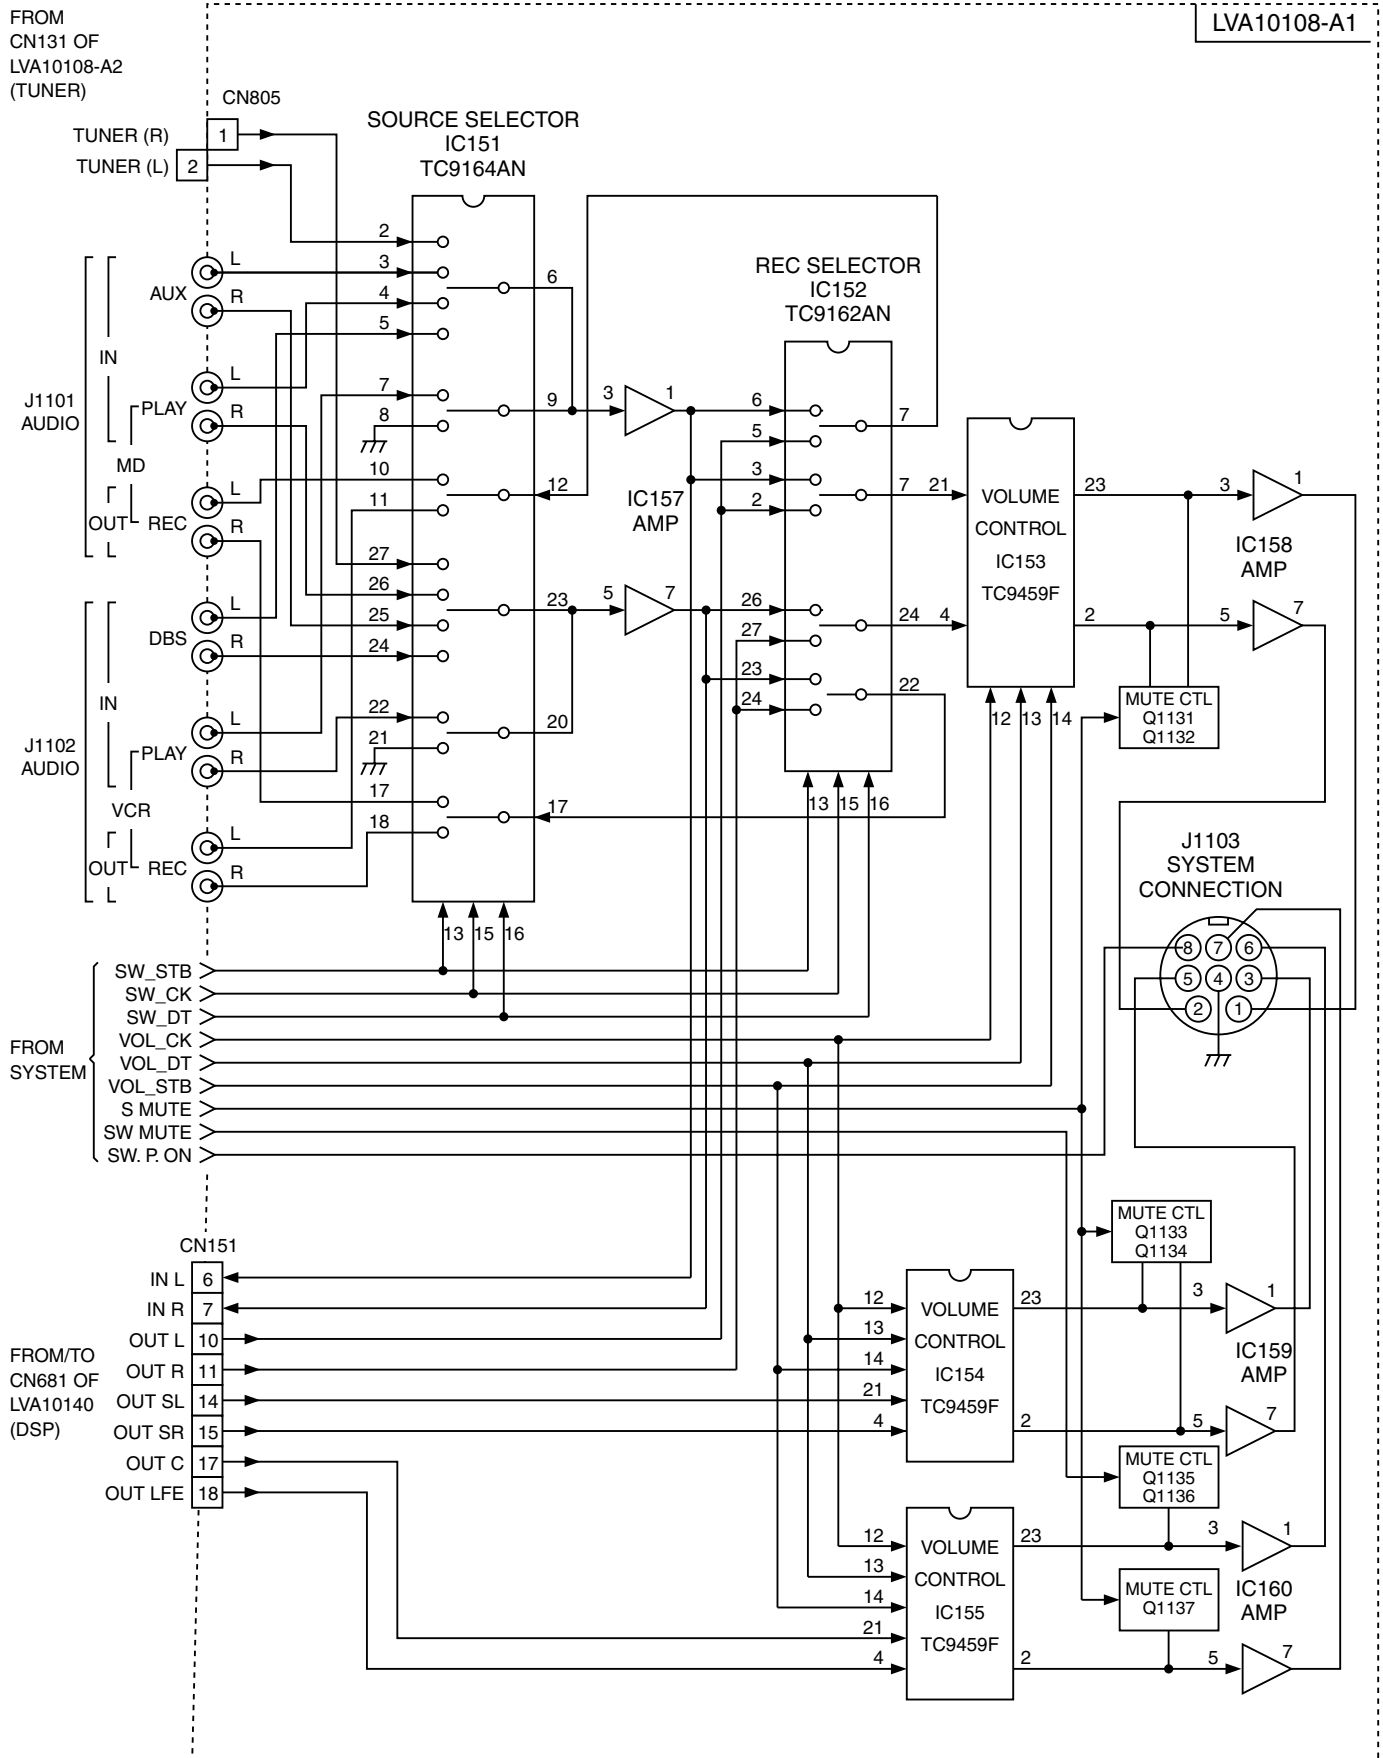 FROM
CN131 OF
LVA10108-A2
(TUNER)
LVA10108-A1
CN805
TUNER (R)
1
TUNER (L)
2
SOURCE SELECTOR
IC151
TC9164AN
2
3
4
5
7
8
10
11
27
26
25
24
22
21
17
18
6
9
12
23
20
17
13
15
16
J1101
AUDIO
IN
AUX
L
R
MD
PLAY
L
R
OUT
REC
L
R
J1102
AUDIO
IN
DBS
L
R
VCR
PLAY
L
R
OUT
REC
L
R
3
1
IC157
AMP
5
7
REC SELECTOR
IC152
TC9162AN
6
5
3
2
26
27
23
24
7
7
24
22
13
15
16
21
4
VOLUME
CONTROL
IC153
TC9459F
23
2
12
13
14
3
1
IC158
AMP
5
7
MUTE CTL
Q1131
Q1132
J1103
SYSTEM
CONNECTION
8
7
6
5
4
3
2
1
FROM
SYSTEM
SW_STB
SW_CK
SW_DT
VOL_CK
VOL_DT
VOL_STB
S MUTE
SW MUTE
SW. P. ON
CN151
FROM/TO
CN681 OF
LVA10140
(DSP)
IN L 6
IN R 7
OUT L 10
OUT R 11
OUT SL 14
OUT SR 15
OUT C 17
OUT LFE 18
MUTE CTL
Q1133
Q1134
12
13
14
21
4
VOLUME
CONTROL
IC154
TC9459F
23
2
3
1
IC159
AMP
5
7
MUTE CTL
Q1135
Q1136
12
13
14
21
4
VOLUME
CONTROL
IC155
TC9459F
23
2
3
1
MUTE CTL
Q1137
IC160
AMP
5
7